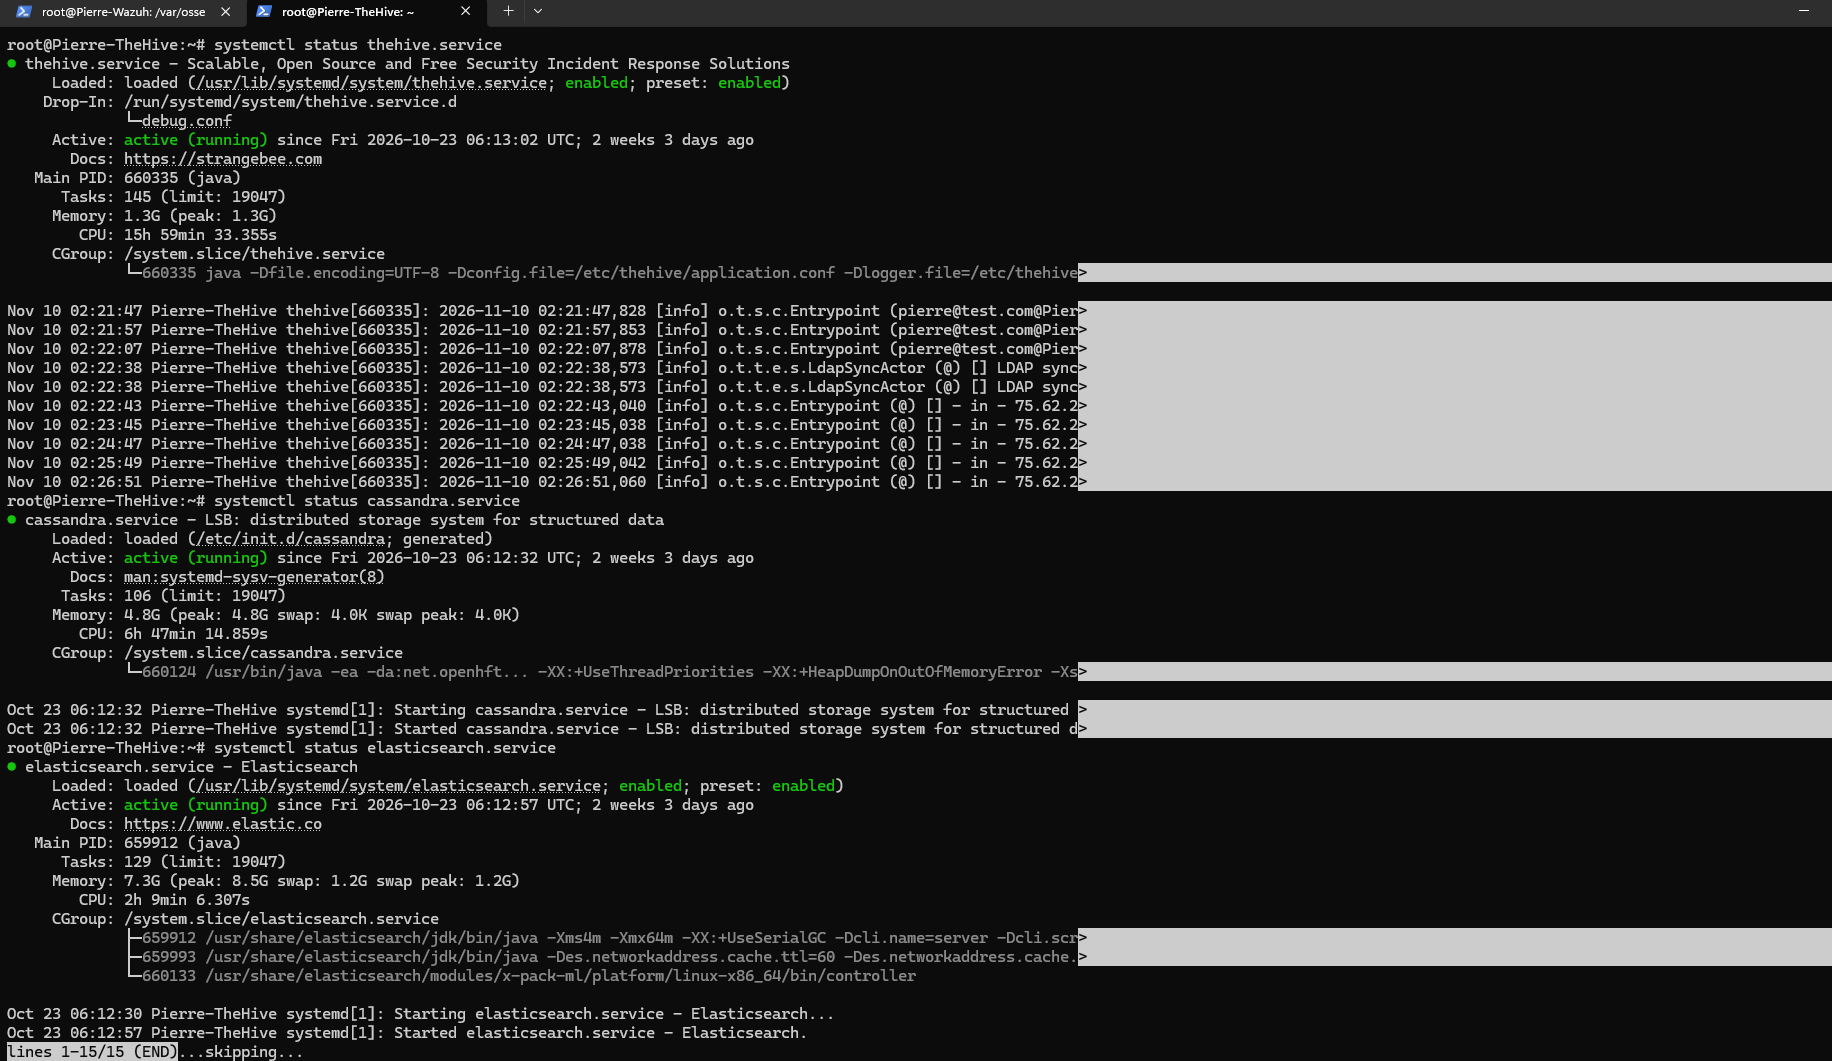 root@Pierre-Wazuh: /var/osse
root@Pierre-TheHive: ~
root@Pierre-TheHive:~# systemctl status thehive.service
● thehive.service - Scalable, Open Source and Free Security Incident Response Solutions
Loaded: loaded (/usr/lib/systemd/system/thehive.service; enabled; preset: enabled)
Drop-In: /run/systemd/system/thehive.service.d
└─debug.conf
Active: active (running) since Fri 2026-10-23 06:13:02 UTC; 2 weeks 3 days ago
Docs: https://strangebee.com
Main PID: 660335 (java)
Tasks: 145 (limit: 19047)
Memory: 1.3G (peak: 1.3G)
CPU: 15h 59min 33.355s
CGroup: /system.slice/thehive.service
└─660335 java -Dfile.encoding=UTF-8 -Dconfig.file=/etc/thehive/application.conf -Dlogger.file=/etc/thehive>
Nov 10 02:21:47 Pierre-TheHive thehive[660335]: 2026-11-10 02:21:47,828 [info] o.t.s.c.Entrypoint (pierre@test.com@Pier>
Nov 10 02:21:57 Pierre-TheHive thehive[660335]: 2026-11-10 02:21:57,853 [info] o.t.s.c.Entrypoint (pierre@test.com@Pier>
Nov 10 02:22:07 Pierre-TheHive thehive[660335]: 2026-11-10 02:22:07,878 [info] o.t.s.c.Entrypoint (pierre@test.com@Pier>
Nov 10 02:22:38 Pierre-TheHive thehive[660335]: 2026-11-10 02:22:38,573 [info] o.t.t.e.s.LdapSyncActor (@) [] LDAP sync>
Nov 10 02:22:38 Pierre-TheHive thehive[660335]: 2026-11-10 02:22:38,573 [info] o.t.t.e.s.LdapSyncActor (@) [] LDAP sync>
Nov 10 02:22:43 Pierre-TheHive thehive[660335]: 2026-11-10 02:22:43,040 [info] o.t.s.c.Entrypoint (@) [] - in - 75.62.2>
Nov 10 02:23:45 Pierre-TheHive thehive[660335]: 2026-11-10 02:23:45,038 [info] o.t.s.c.Entrypoint (@) [] - in - 75.62.2>
Nov 10 02:24:47 Pierre-TheHive thehive[660335]: 2026-11-10 02:24:47,038 [info] o.t.s.c.Entrypoint (@) [] - in - 75.62.2>
Nov 10 02:25:49 Pierre-TheHive thehive[660335]: 2026-11-10 02:25:49,042 [info] o.t.s.c.Entrypoint (@) [] - in - 75.62.2>
Nov 10 02:26:51 Pierre-TheHive thehive[660335]: 2026-11-10 02:26:51,060 [info] o.t.s.c.Entrypoint (@) [] - in - 75.62.2>
root@Pierre-TheHive:~# systemctl status cassandra.service
● cassandra.service - LSB: distributed storage system for structured data
Loaded: loaded (/etc/init.d/cassandra; generated)
Active: active (running) since Fri 2026-10-23 06:12:32 UTC; 2 weeks 3 days ago
Docs: man:systemd-sysv-generator(8)
Tasks: 106 (limit: 19047)
Memory: 4.8G (peak: 4.8G swap: 4.0K swap peak: 4.0K)
CPU: 6h 47min 14.859s
CGroup: /system.slice/cassandra.service
└─660124 /usr/bin/java -ea -da:net.openhft... -XX:+UseThreadPriorities -XX:+HeapDumpOnOutOfMemoryError -Xs>
Oct 23 06:12:32 Pierre-TheHive systemd[1]: Starting cassandra.service - LSB: distributed storage system for structured >
Oct 23 06:12:32 Pierre-TheHive systemd[1]: Started cassandra.service - LSB: distributed storage system for structured d>
root@Pierre-TheHive:~# systemctl status elasticsearch.service
● elasticsearch.service - Elasticsearch
Loaded: loaded (/usr/lib/systemd/system/elasticsearch.service; enabled; preset: enabled)
Active: active (running) since Fri 2026-10-23 06:12:57 UTC; 2 weeks 3 days ago
Docs: https://www.elastic.co
Main PID: 659912 (java)
Tasks: 129 (limit: 19047)
Memory: 7.3G (peak: 8.5G swap: 1.2G swap peak: 1.2G)
CPU: 2h 9min 6.307s
CGroup: /system.slice/elasticsearch.service
├─659912 /usr/share/elasticsearch/jdk/bin/java -Xms4m -Xmx64m -XX:+UseSerialGC -Dcli.name=server -Dcli.scr>
├─659993 /usr/share/elasticsearch/jdk/bin/java -Des.networkaddress.cache.ttl=60 -Des.networkaddress.cache.>
└─660133 /usr/share/elasticsearch/modules/x-pack-ml/platform/linux-x86_64/bin/controller
Oct 23 06:12:30 Pierre-TheHive systemd[1]: Starting elasticsearch.service - Elasticsearch...
Oct 23 06:12:57 Pierre-TheHive systemd[1]: Started elasticsearch.service - Elasticsearch.
lines 1-15/15 (END)...skipping...